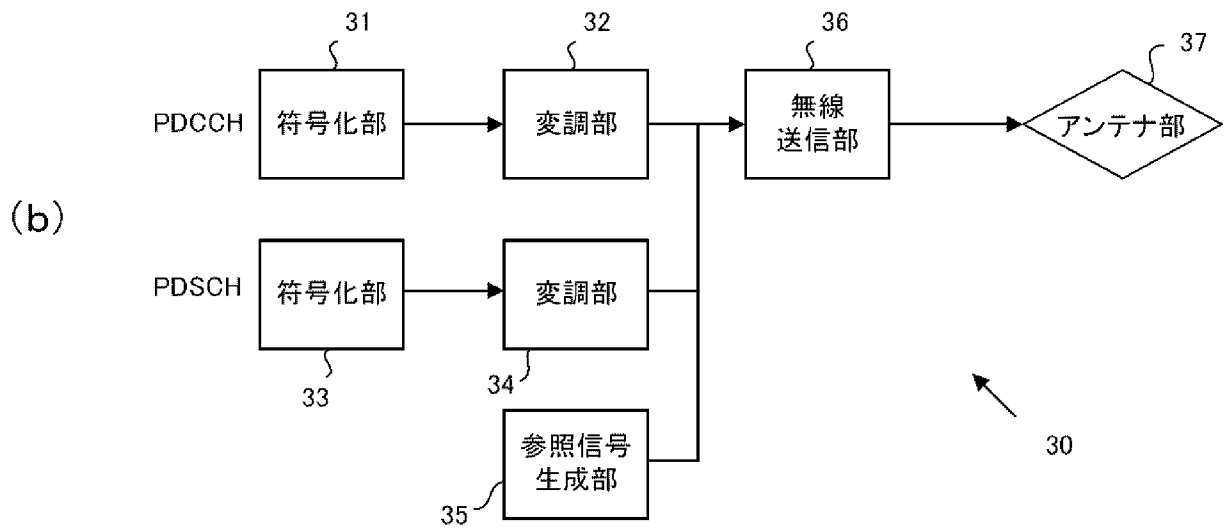 31
32
36
37
PDCCH
符号化部
変調部
無線
送信部
アンテナ部
(b)
PDSCH
符号化部
変調部
33
34
参照信号
生成部
35
30